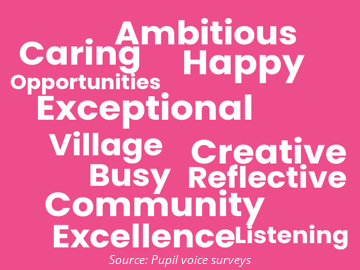 Ambitious
Caring
Happy
Opportunities
Exceptional
Village
Creative
Busy
Reflective
Community
Excellence
Listening
Source: Pupil voice surveys